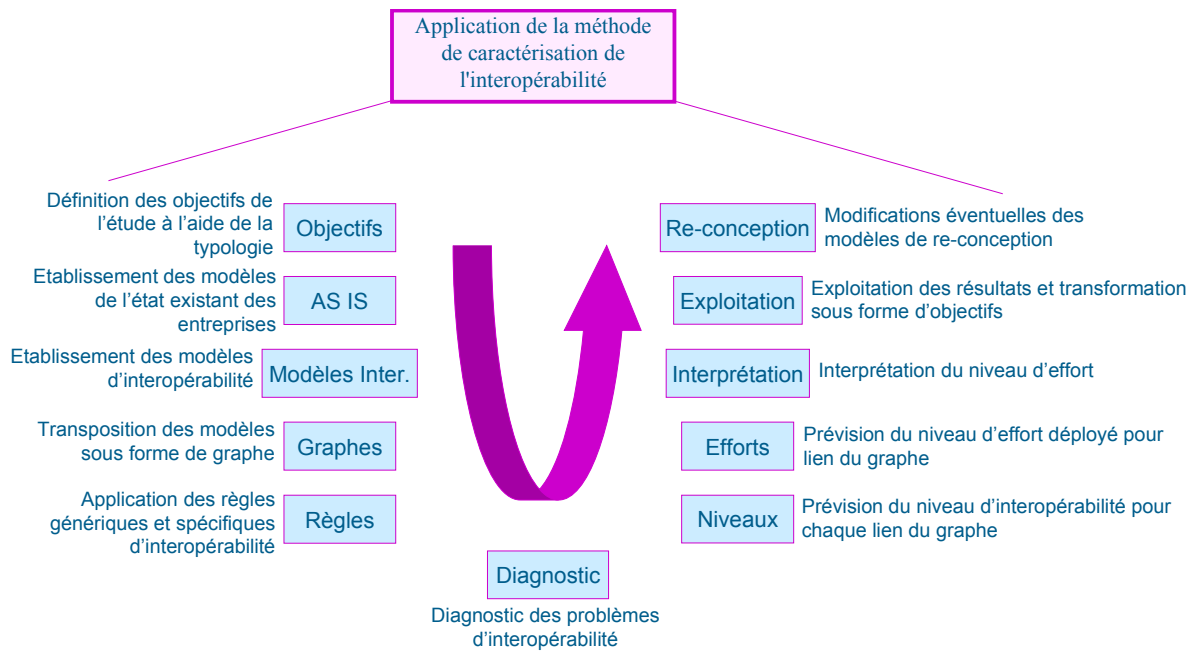 Application de la méthode
de caractérisation de
l'interopérabilité
Définition des objectifs de
l'étude à l'aide de la
typologie
Objectifs
Etablissement des modèles
de l'état existant des
entreprises
AS IS
Etablissement des modèles
d'interopérabilité
Modèles Inter.
Transposition des modèles
sous forme de graphe
Graphes
Application des règles
génériques et spécifiques
d'interopérabilité
Règles
Diagnostic
Diagnostic des problèmes
d'interopérabilité
Niveaux
Prévision du niveau d'interopérabilité pour
chaque lien du graphe
Efforts
Prévision du niveau d'effort déployé pour
lien du graphe
Interprétation
Interprétation du niveau d'effort
Exploitation
Exploitation des résultats et transformation
sous forme d'objectifs
Re-conception
Modifications éventuelles des
modèles de re-conception